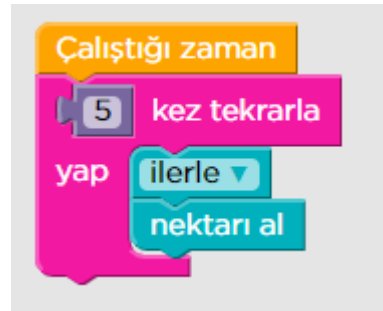 Çalıştığı zaman
5 kez tekrarla
yap ilerle
nektarı al